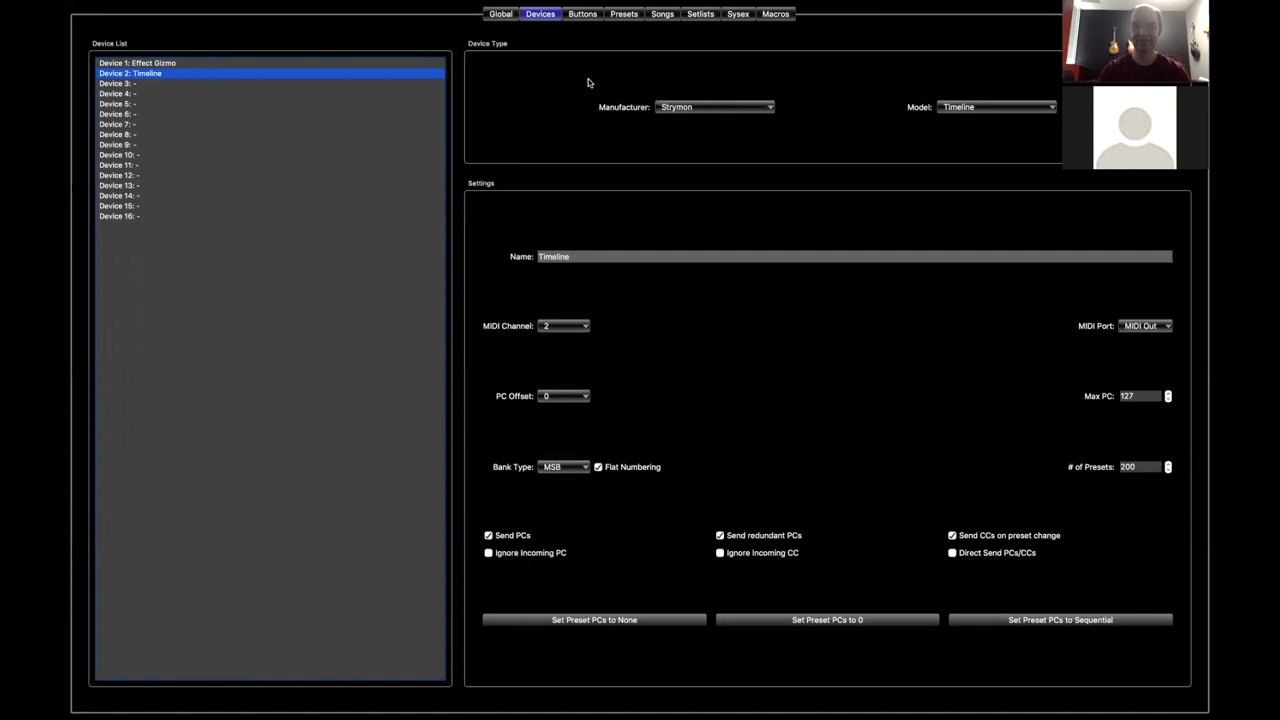 Global Devices Buttons Presets Songs Setlists Sysex Macros
Device List
Device 1: Effect Gizmo
Device 2: Timeline
Device 3: -
Device 4: -
Device 5: -
Device 6: -
Device 7: -
Device 8: -
Device 9: -
Device 10: -
Device 11: -
Device 12: -
Device 13: -
Device 14: -
Device 15: -
Device 16: -
Device Type
Manufacturer: Strymon Model: Timeline
Settings
Name: Timeline
MIDI Channel: 2 MIDI Port: MIDI Out
PC Offset: 0 Max PC: 127
Bank Type: MSB Flat Numbering # of Presets: 200
Send PCs Send redundant PCs Send CCs on preset change
Ignore Incoming PC Ignore Incoming CC Direct Send PCs/CCs
Set Preset PCs to None Set Preset PCs to 0 Set Preset PCs to Sequential